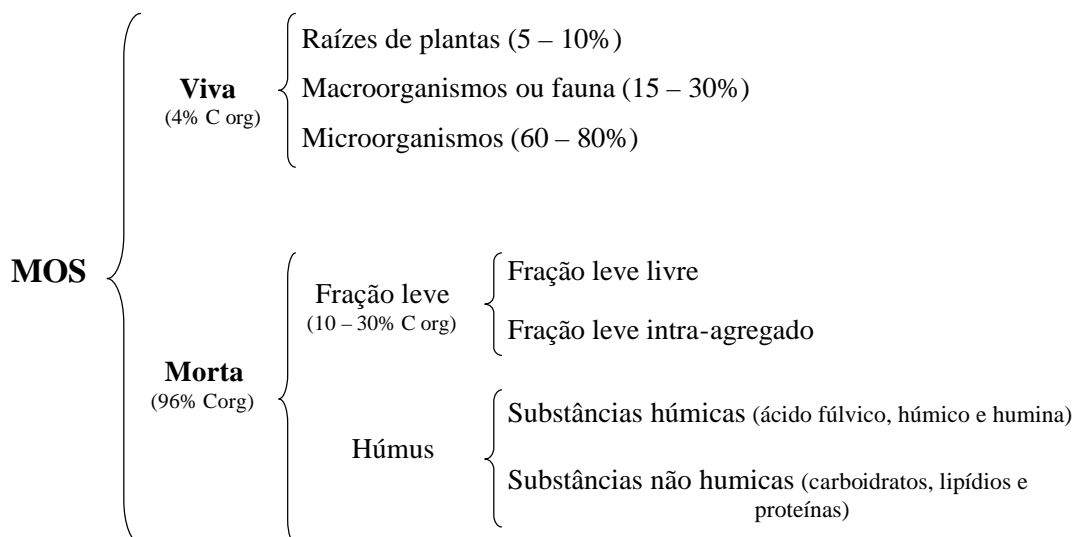 MOS
Viva
(4% C org)
Raízes de plantas (5 – 10%)
Macroorganismos ou fauna (15 – 30%)
Microorganismos (60 – 80%)
Morta
(96% Corg)
Fração leve
(10 – 30% C org)
Fração leve livre
Fração leve intra-agregado
Húmus
Substâncias húmicas (ácido fúlvico, húmico e humina)
Substâncias não humicas (carboidratos, lipídios e
proteínas)